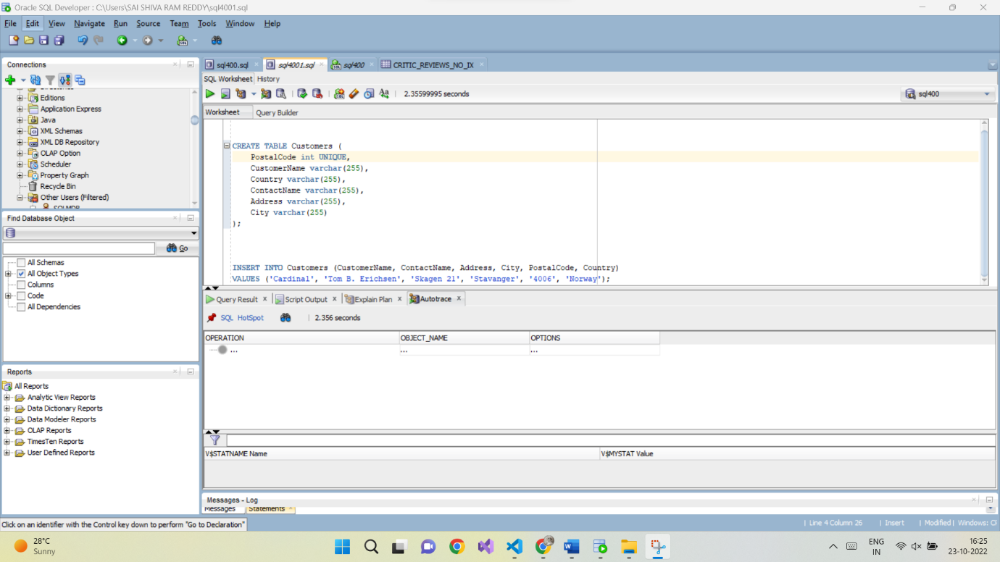 Oracle SQL Developer : C:\Users\SAI SHIVA RAM REDDY\sql4001.sql
File Edit View Navigate Run Source Team Tools Window Help
Connections
Editions
Application Express
Java
XML Schemas
XML DB Repository
OLAP Option
Scheduler
Property Graph
Recycle Bin
Other Users (Filtered)
Find Database Object
Go
All Schemas
All Object Types
Columns
Code
All Dependencies
Reports
All Reports
Analytic View Reports
Data Dictionary Reports
Data Modeler Reports
OLAP Reports
TimesTen Reports
User Defined Reports
sql400.sql sql4001.sql sql400 CRITIC_REVIEWS_NO_IX
SQL Worksheet History
2.35599995 seconds
sql400
Worksheet Query Builder
CREATE TABLE Customers (
PostalCode int UNIQUE,
CustomerName varchar(255),
Country varchar(255),
ContactName varchar(255),
Address varchar(255),
City varchar(255)
);
INSERT INTO Customers (CustomerName, ContactName, Address, City, PostalCode, Country)
VALUES ('Cardinal', 'Tom B. Erichsen', 'Skagen 21', 'Stavanger', '4006', 'Norway');
Query Result Script Output Explain Plan Autotrace
SQL HotSpot 2.356 seconds
OPERATION OBJECT_NAME OPTIONS
... ... ...
V$STATNAME Name V$MYSTAT Value
Messages - Log
Messages Statements
Click on an identifier with the Control key down to perform "Go to Declaration"
Line 4 Column 26 Insert Modified Windows: CF
28°C
Sunny
ENG
IN
16:25
23-10-2022